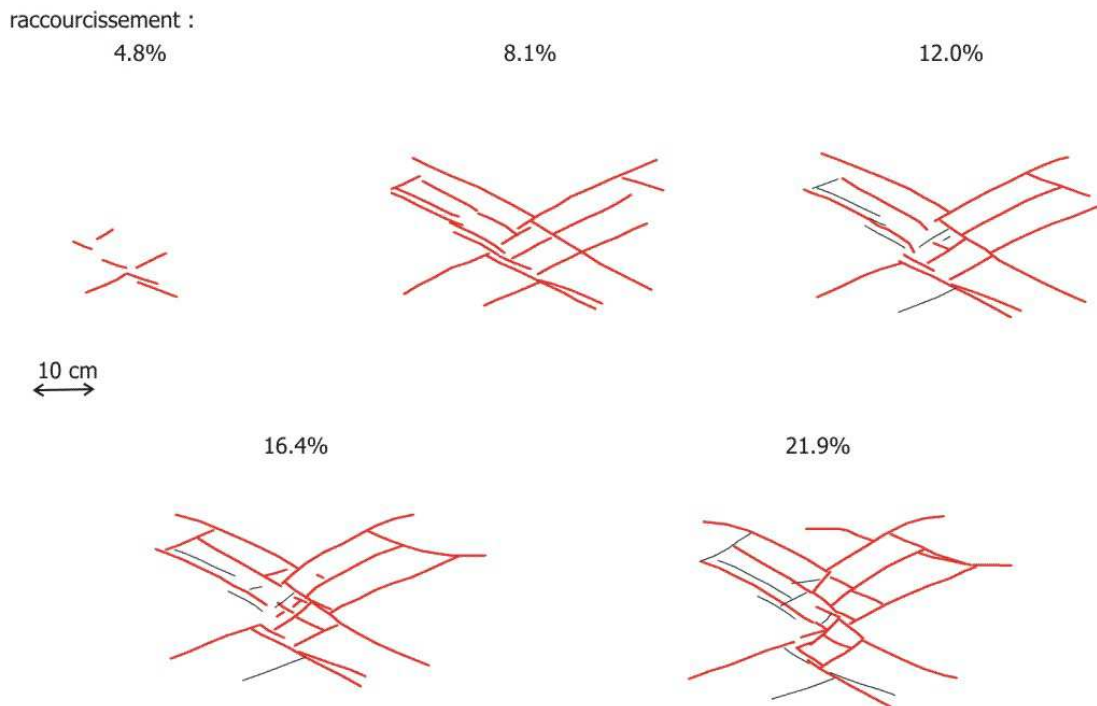 raccourcissement :
4.8%
8.1%
12.0%
10 cm
16.4%
21.9%